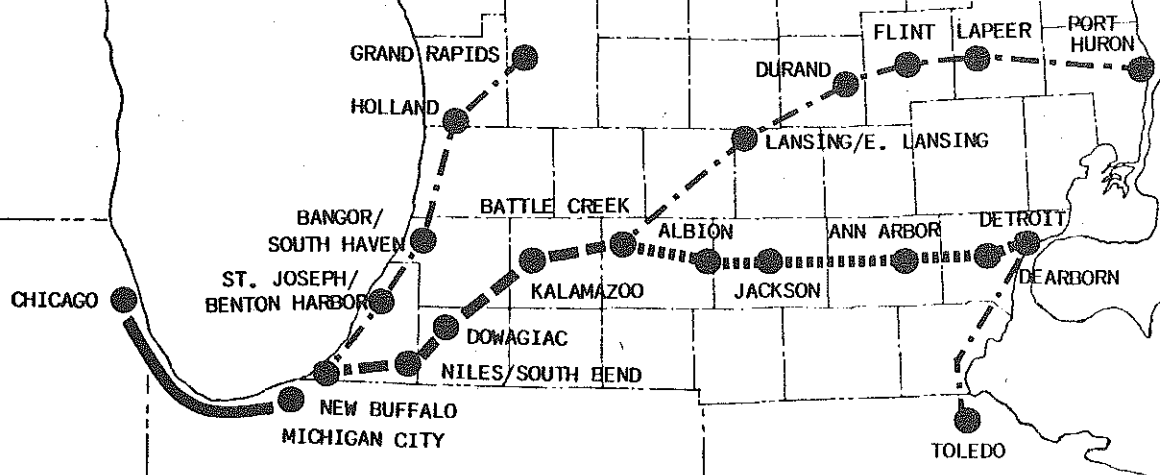 FLINT
LAPEER
PORT
HURON
GRAND RAPIDS
DURAND
HOLLAND
LANSING/E. LANSING
BATTLE CREEK
BANGOR/
SOUTH HAVEN
ALBION
ANN ARBOR
DETROIT
ST. JOSEPH/
BENTON HARBOR
CHICAGO
KALAMAZOO
JACKSON
DEARBORN
DOWAGIAC
NILES/SOUTH BEND
NEW BUFFALO
MICHIGAN CITY
TOLEDO